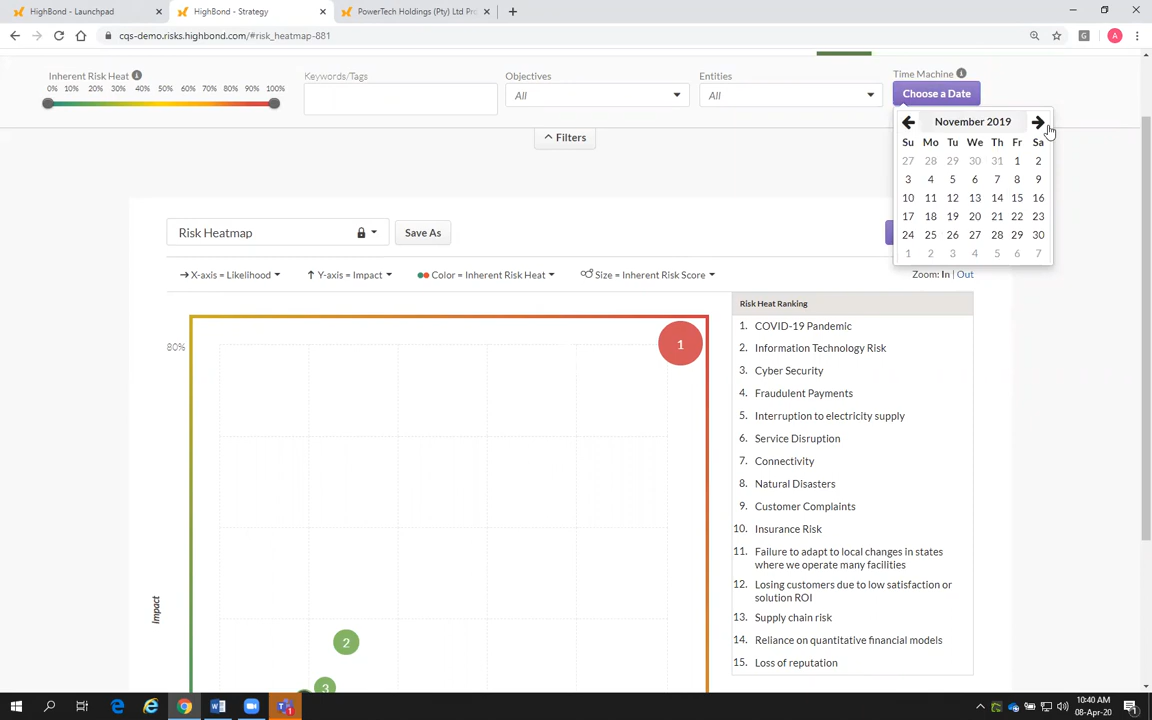 HighBond - Launchpad
HighBond - Strategy
PowerTech Holdings (Pty) Ltd Pr
cqs-demo.risks.highbond.com/#risk_heatmap-881
A
Inherent Risk Heat
0% 10% 20% 30% 40% 50% 60% 70% 80% 90% 100%
Keywords/Tags
Objectives
All
Entities
All
Time Machine
Choose a Date
November 2019
Su Mo Tu We Th Fr Sa
27 28 29 30 31 1 2
3 4 5 6 7 8 9
10 11 12 13 14 15 16
17 18 19 20 21 22 23
24 25 26 27 28 29 30
1 2 3 4 5 6 7
Filters
Risk Heatmap
Save As
X-axis = Likelihood
Y-axis = Impact
Color = Inherent Risk Heat
Size = Inherent Risk Score
Zoom: In | Out
80%
Impact
1
2
3
Risk Heat Ranking
1. COVID-19 Pandemic
2. Information Technology Risk
3. Cyber Security
4. Fraudulent Payments
5. Interruption to electricity supply
6. Service Disruption
7. Connectivity
8. Natural Disasters
9. Customer Complaints
10. Insurance Risk
11. Failure to adapt to local changes in states
where we operate many facilities
12. Losing customers due to low satisfaction or
solution ROI
13. Supply chain risk
14. Reliance on quantitative financial models
15. Loss of reputation
10:40 AM
08-Apr-20